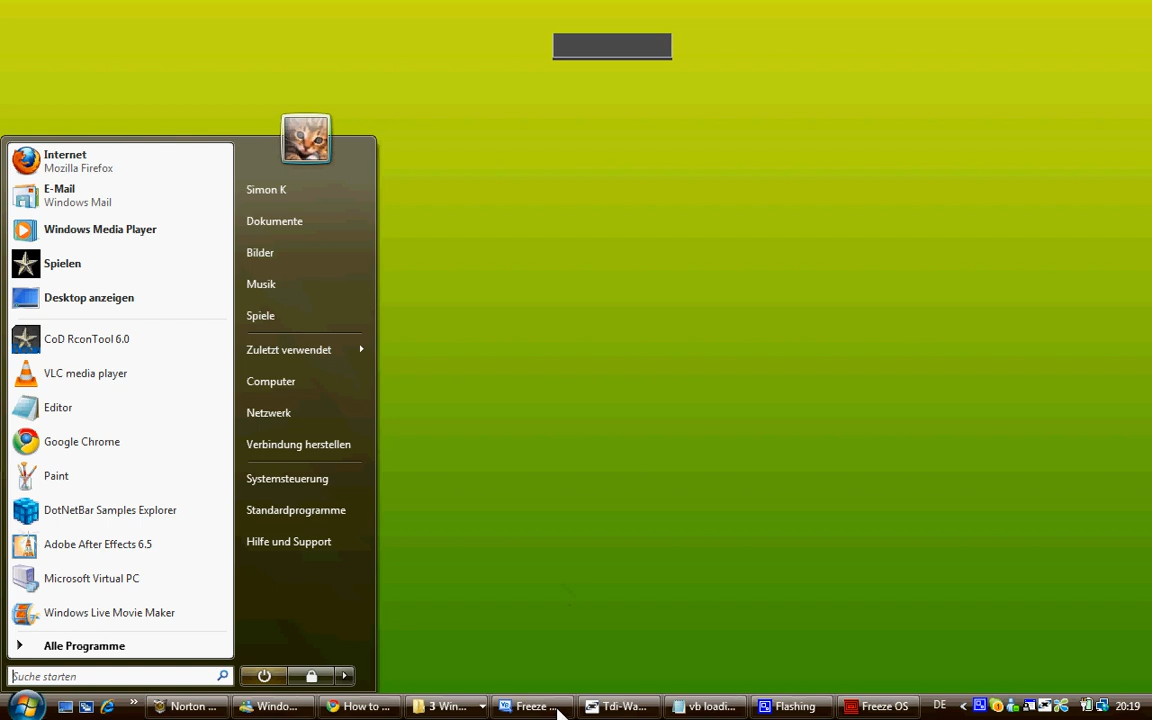 Internet
Mozilla Firefox
E-Mail
Windows Mail
Windows Media Player
Spielen
Desktop anzeigen
CoD RconTool 6.0
VLC media player
Editor
Google Chrome
Paint
DotNetBar Samples Explorer
Adobe After Effects 6.5
Microsoft Virtual PC
Windows Live Movie Maker
Alle Programme
Suche starten
Simon K
Dokumente
Bilder
Musik
Spiele
Zuletzt verwendet
Computer
Netzwerk
Verbindung herstellen
Systemsteuerung
Standardprogramme
Hilfe und Support
Norton ...
Windo...
How to ...
3 Win...
Freeze ...
Tdi-Wa...
vb loadi...
Flashing
Freeze OS
DE
20:19